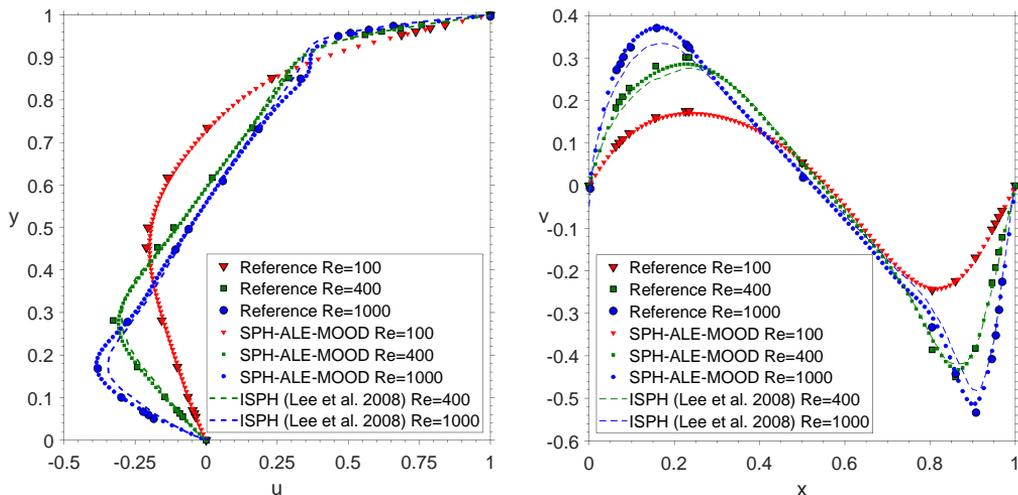 1
0.9
0.8
0.7
0.6
y
0.5
0.4
0.3
0.2
0.1
0
-0.5
-0.25
0
0.25
0.5
0.75
1
u
Reference Re=100
Reference Re=400
Reference Re=1000
SPH-ALE-MOOD Re=100
SPH-ALE-MOOD Re=400
SPH-ALE-MOOD Re=1000
ISPH (Lee et al. 2008) Re=400
ISPH (Lee et al. 2008) Re=1000
0.4
0.3
0.2
0.1
0
v
-0.1
-0.2
-0.3
-0.4
-0.5
-0.6
0
0.2
0.4
0.6
0.8
1
x
Reference Re=100
Reference Re=400
Reference Re=1000
SPH-ALE-MOOD Re=100
SPH-ALE-MOOD Re=400
SPH-ALE-MOOD Re=1000
ISPH (Lee et al. 2008) Re=400
ISPH (Lee et al. 2008) Re=1000